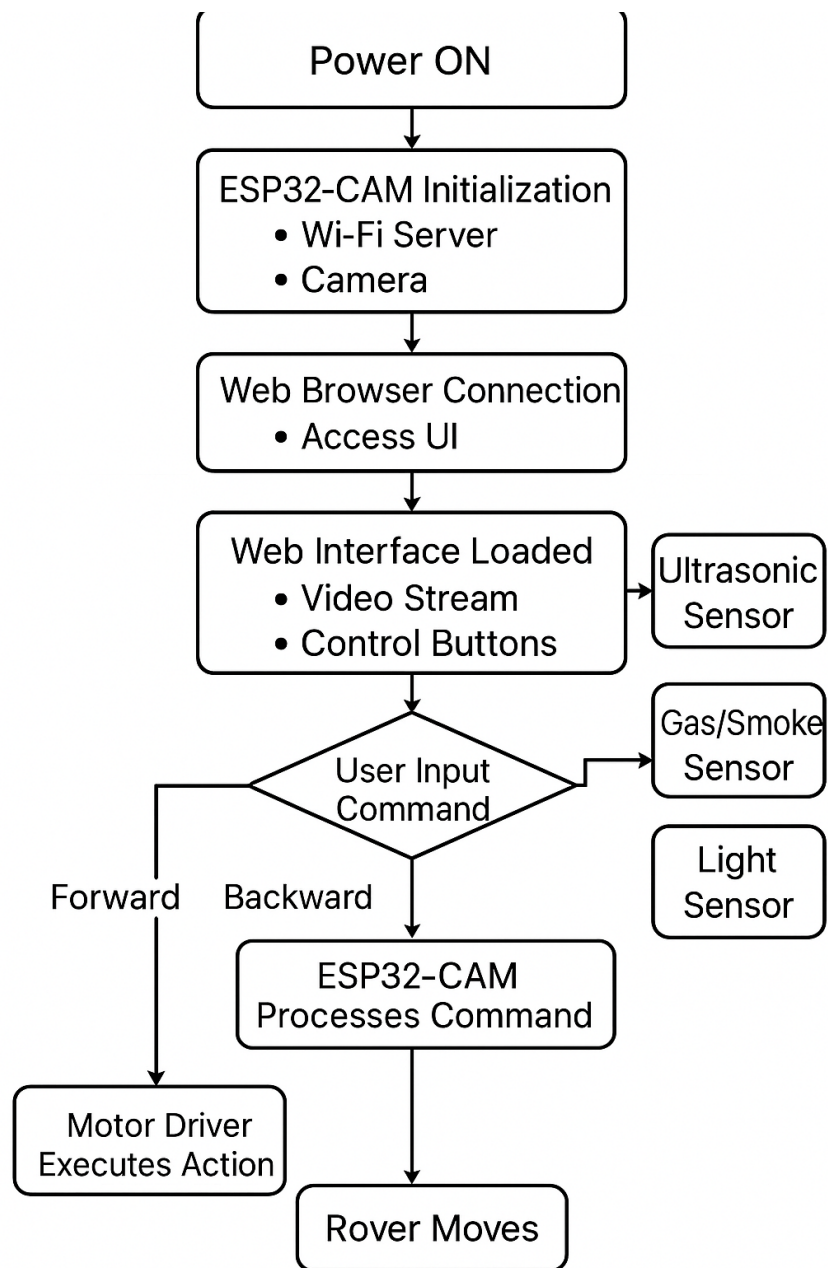 Power ON
ESP32-CAM Initialization
• Wi-Fi Server
• Camera
Web Browser Connection
• Access UI
Web Interface Loaded
• Video Stream
• Control Buttons
Ultrasonic
Sensor
Gas/Smoke
Sensor
User Input
Command
Light
Sensor
Forward
Backward
ESP32-CAM
Processes Command
Motor Driver
Executes Action
Rover Moves